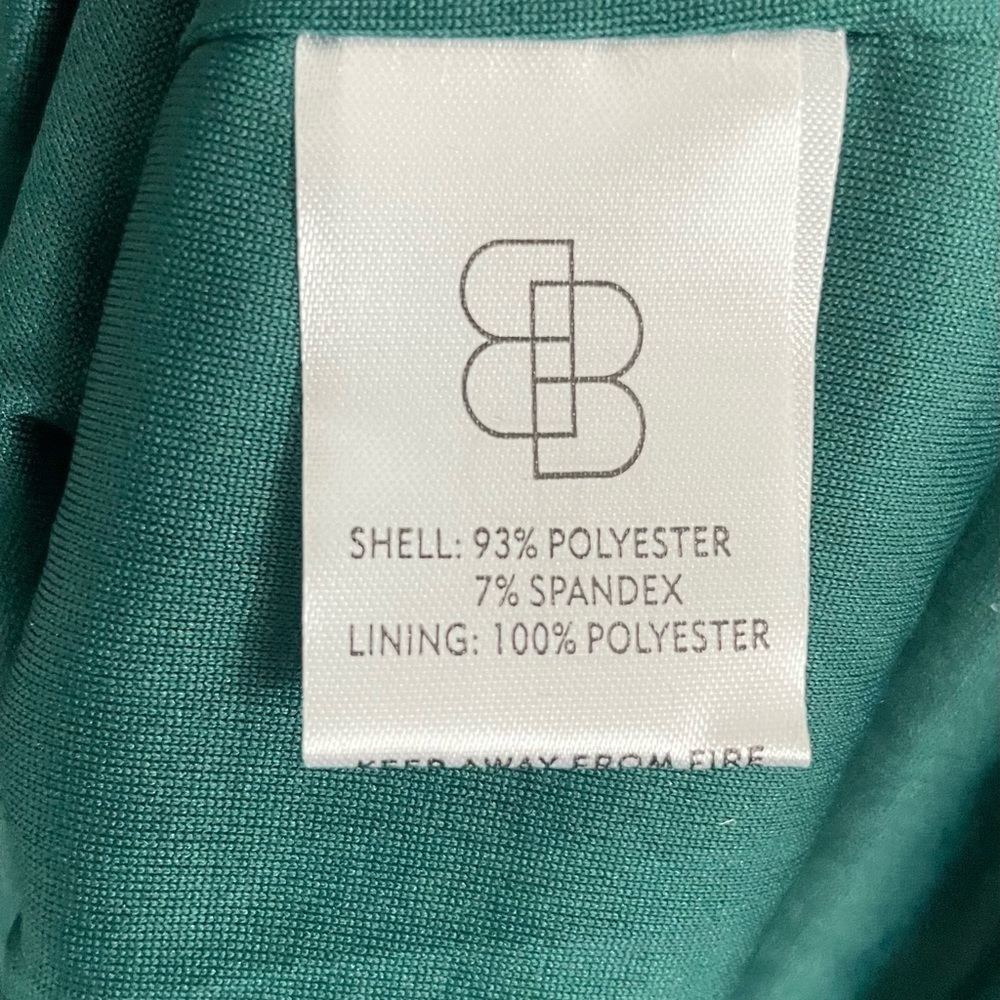 SHELL: 93% POLYESTER
7% SPANDEX
LINING: 100% POLYESTER
KEEP AWAY FROM FIRE